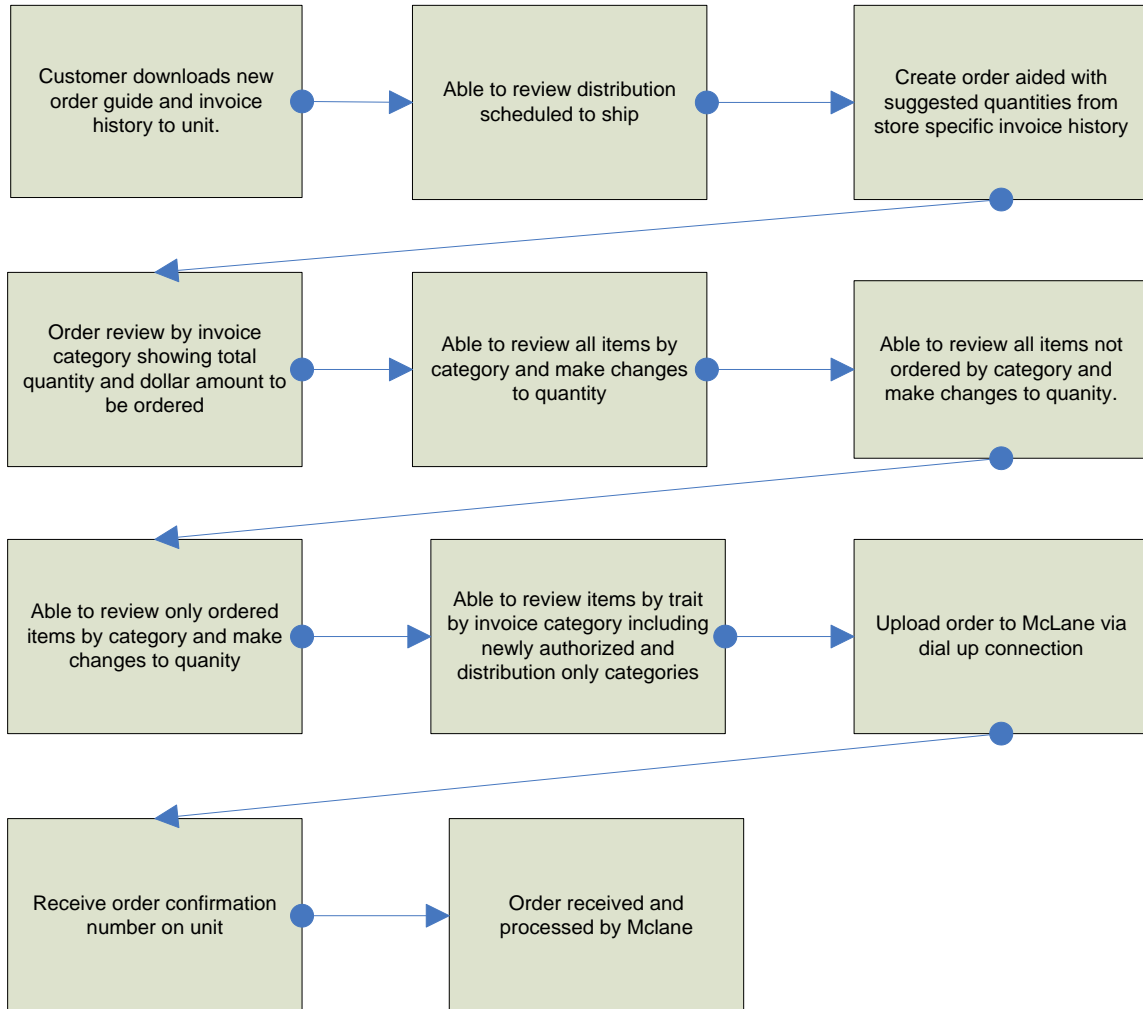 Customer downloads new
order guide and invoice
history to unit.
Able to review distribution
scheduled to ship
Create order aided with
suggested quantities from
store specific invoice history
Order review by invoice
category showing total
quantity and dollar amount to
be ordered
Able to review all items by
category and make changes
to quantity
Able to review all items not
ordered by category and
make changes to quanity.
Able to review only ordered
items by category and make
changes to quanity
Able to review items by trait
by invoice category including
newly authorized and
distribution only categories
Upload order to McLane via
dial up connection
Receive order confirmation
number on unit
Order received and
processed by Mclane